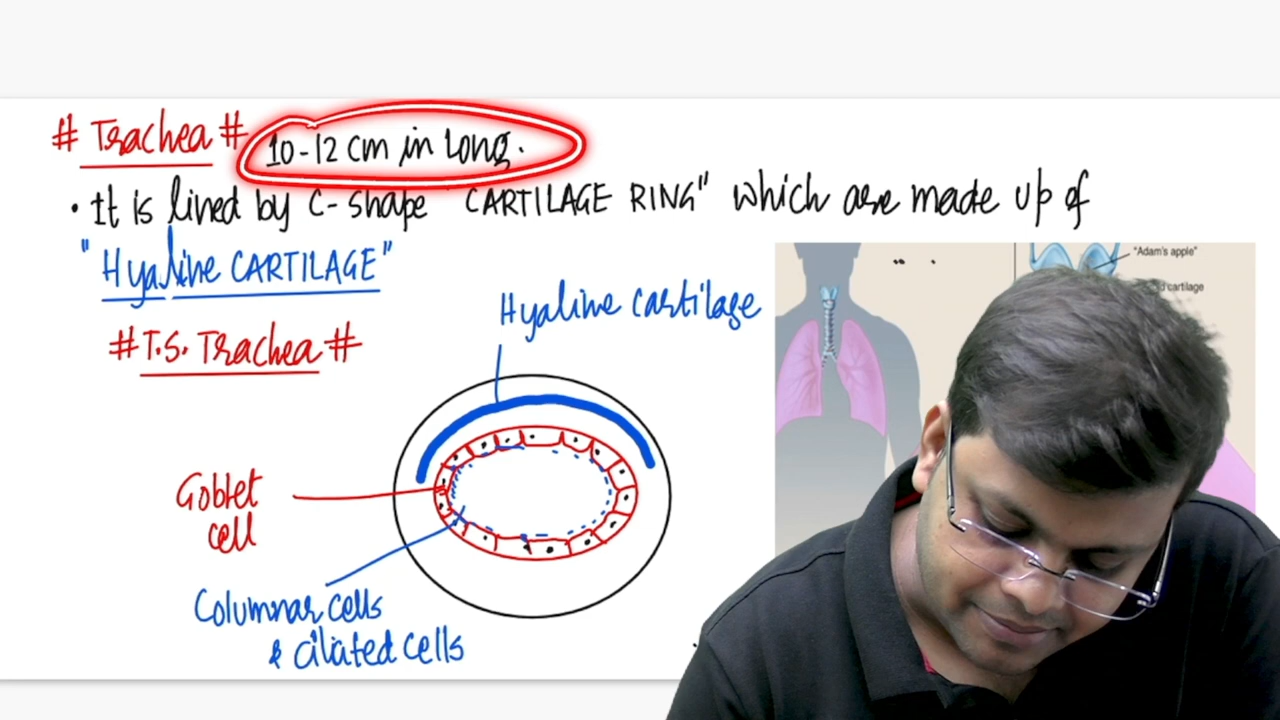 # Trachea # 10-12 cm in Long.
• It is lined by C-shape "CARTILAGE RING" which are made up of
"Hyaline CARTILAGE"
# T.S. Trachea #
Hyaline Cartilage
Goblet
cell
Columnar cells
& ciliated cells
"Adam's apple"
cartilage